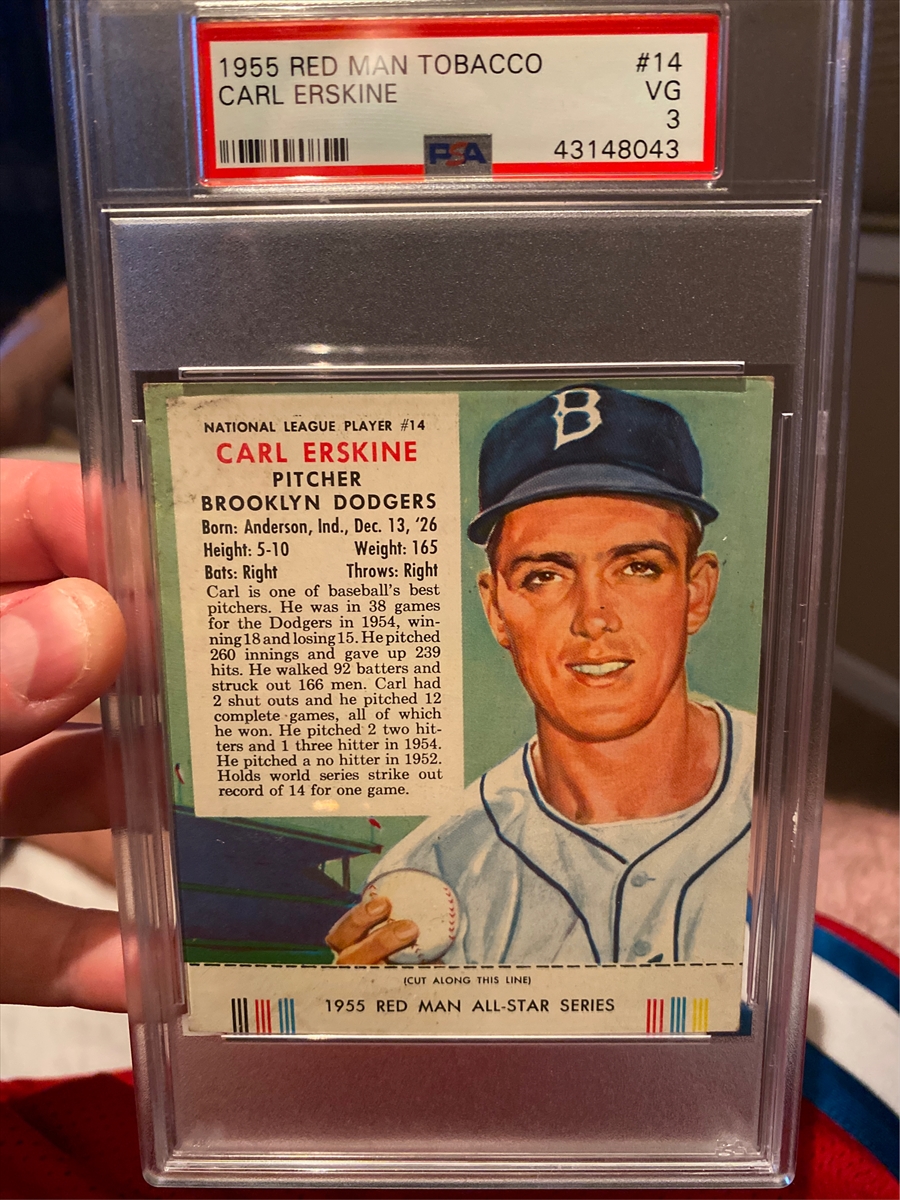 1955 RED MAN TOBACCO #14
CARL ERSKINE VG
3
PSA 43148043
B
NATIONAL LEAGUE PLAYER #14
CARL ERSKINE
PITCHER
BROOKLYN DODGERS
Born: Anderson, Ind., Dec. 13, '26
Height: 5-10 Weight: 165
Bats: Right Throws: Right
Carl is one of baseball's best
pitchers. He was in 38 games
for the Dodgers in 1954, win-
ning 18 and losing 15. He pitched
260 innings and gave up 239
hits. He walked 92 batters and
struck out 166 men. Carl had
2 shut outs and he pitched 12
complete games, all of which
he won. He pitched 2 two hit-
ters and 1 three hitter in 1954.
He pitched a no hitter in 1952.
Holds world series strike out
record of 14 for one game.
(CUT ALONG THIS LINE)
1955 RED MAN ALL-STAR SERIES